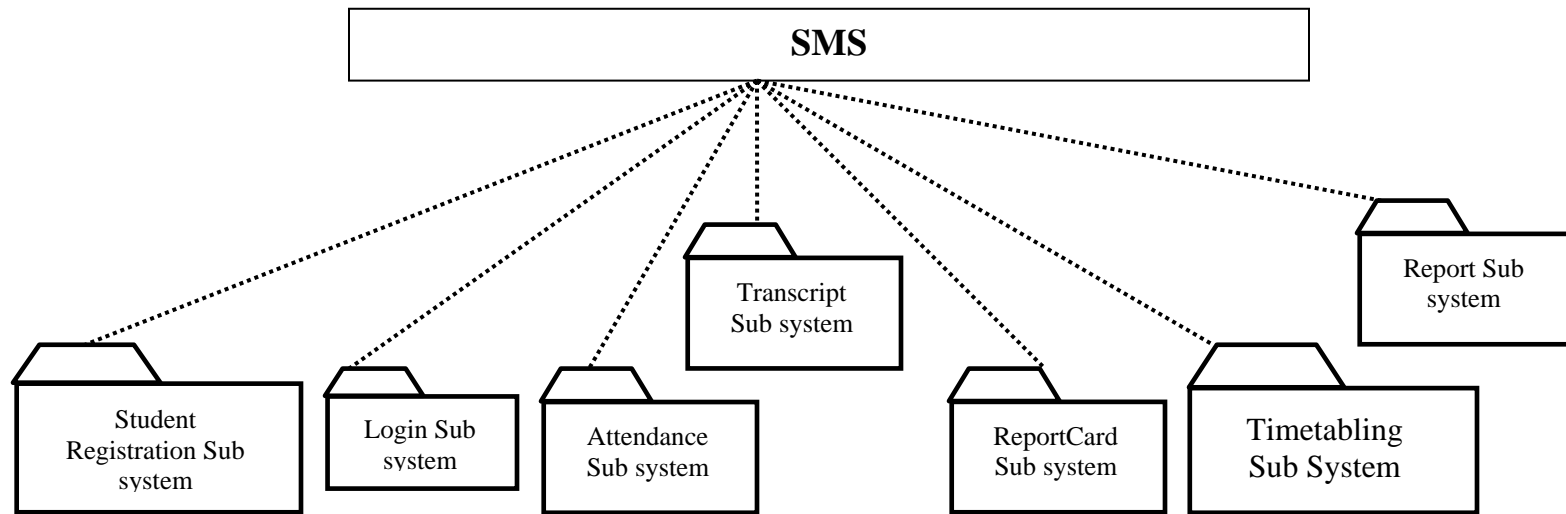 SMS
Transcript
Sub system
Report Sub
system
Student
Registration Sub
system
Login Sub
system
Attendance
Sub system
ReportCard
Sub system
Timetabling
Sub System